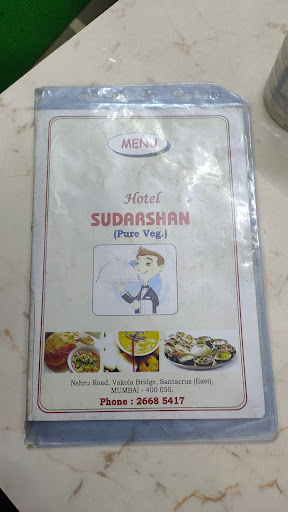 MENU
Hotel
SUDARSHAN
(Pure Veg.)
Nehru Road, Vakola Bridge, Santacruz (East),
MUMBAI - 400 055.
Phone : 2668 5417